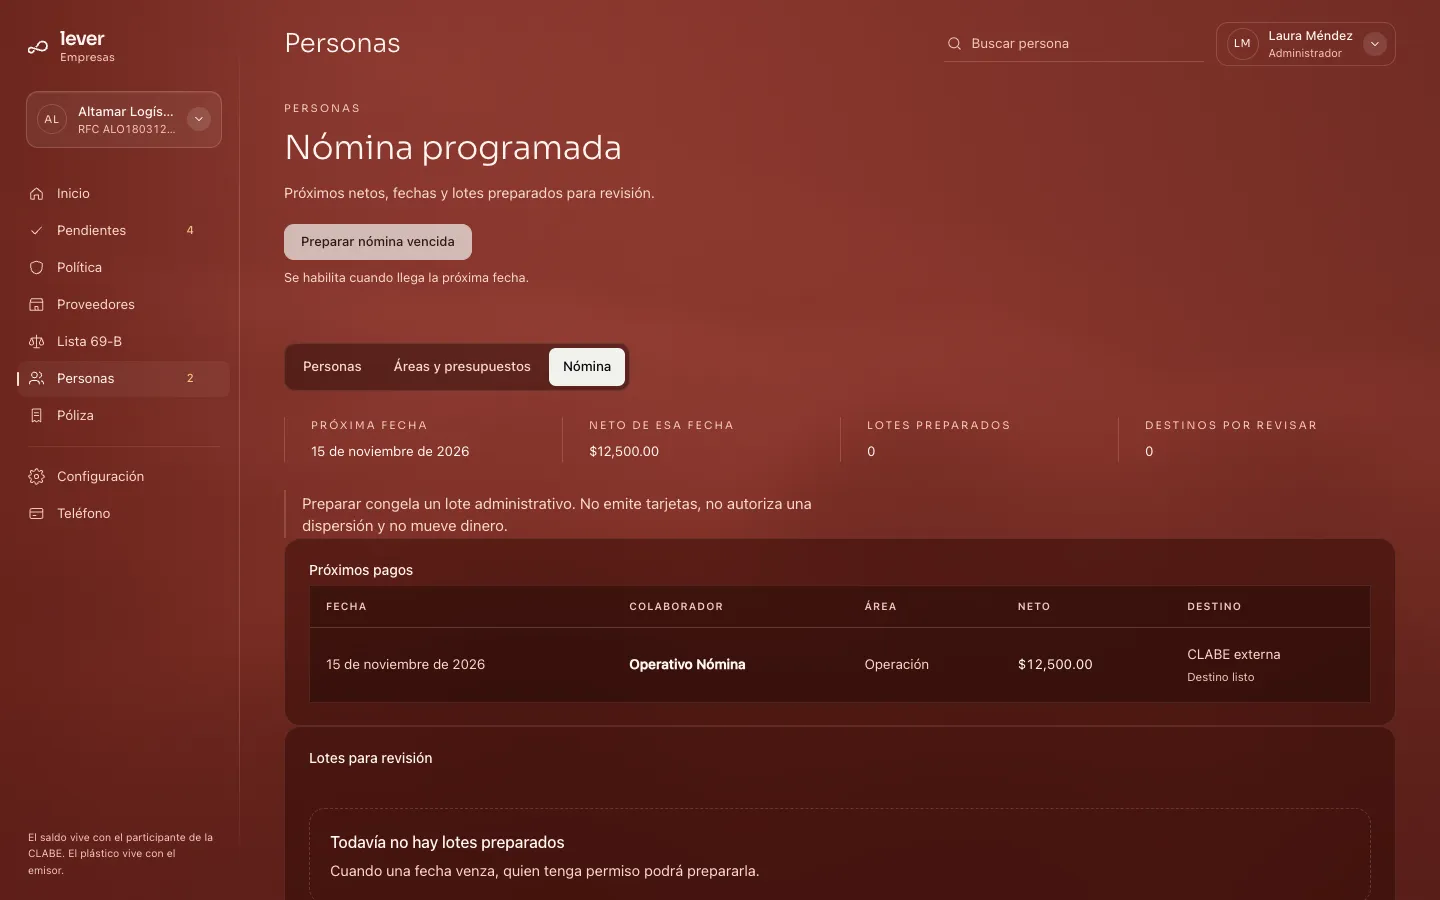 lever
Empresas
AL
Altamar Logís...
RFC ALO180312...
Inicio
Pendientes 4
Política
Proveedores
Lista 69-B
Personas 2
Póliza
Configuración
Teléfono
El saldo vive con el participante de la
CLABE. El plástico vive con el
emisor.
Personas
Buscar persona
LM
Laura Méndez
Administrador
PERSONAS
Nómina programada
Próximos netos, fechas y lotes preparados para revisión.
Preparar nómina vencida
Se habilita cuando llega la próxima fecha.
Personas Áreas y presupuestos Nómina
PRÓXIMA FECHA NETO DE ESA FECHA LOTES PREPARADOS DESTINOS POR REVISAR
15 de noviembre de 2026 $12,500.00 0 0
Preparar congela un lote administrativo. No emite tarjetas, no autoriza una
dispersión y no mueve dinero.
Próximos pagos
FECHA COLABORADOR ÁREA NETO DESTINO
15 de noviembre de 2026 Operativo Nómina Operación $12,500.00 CLABE externa
Destino listo
Lotes para revisión
Todavía no hay lotes preparados
Cuando una fecha venza, quien tenga permiso podrá prepararla.